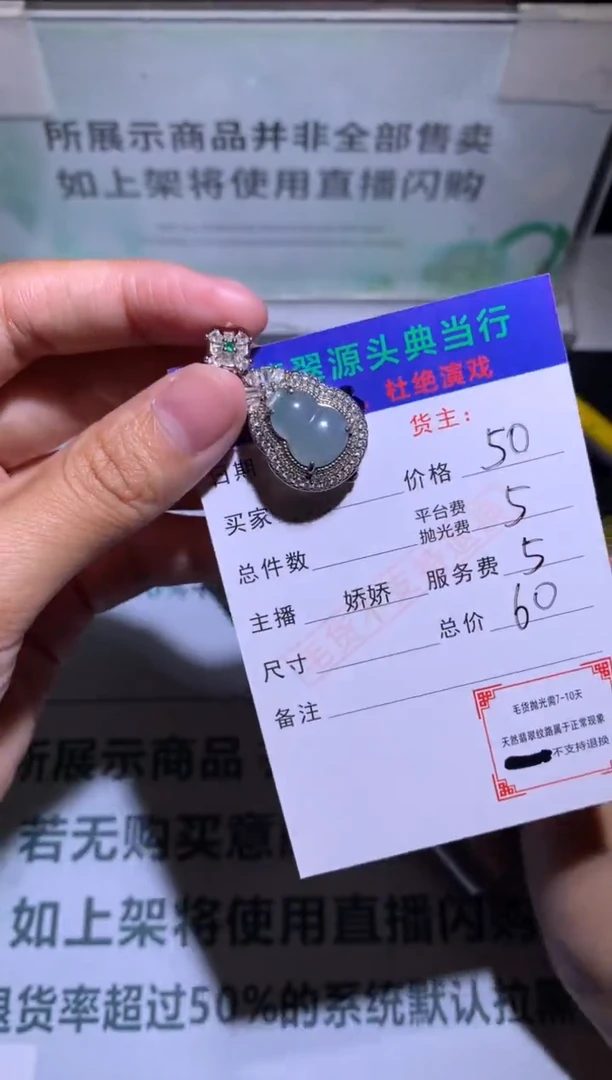 所展示商品并非全部售卖
如上架将使用直播闪购
翡翠源头典当行
杜绝演戏
货主：
日期
价格 50
买家
平台费
抛光费 5
总件数
服务费 5
主播 娇娇
总价 60
尺寸
备注
毛货抛光需7-10天
天然翡翠纹路属于正常现象
不支持退换
所展示商品
若无购买意
如上架将使用直播闪购
退货率超过50%的系统默认拉黑